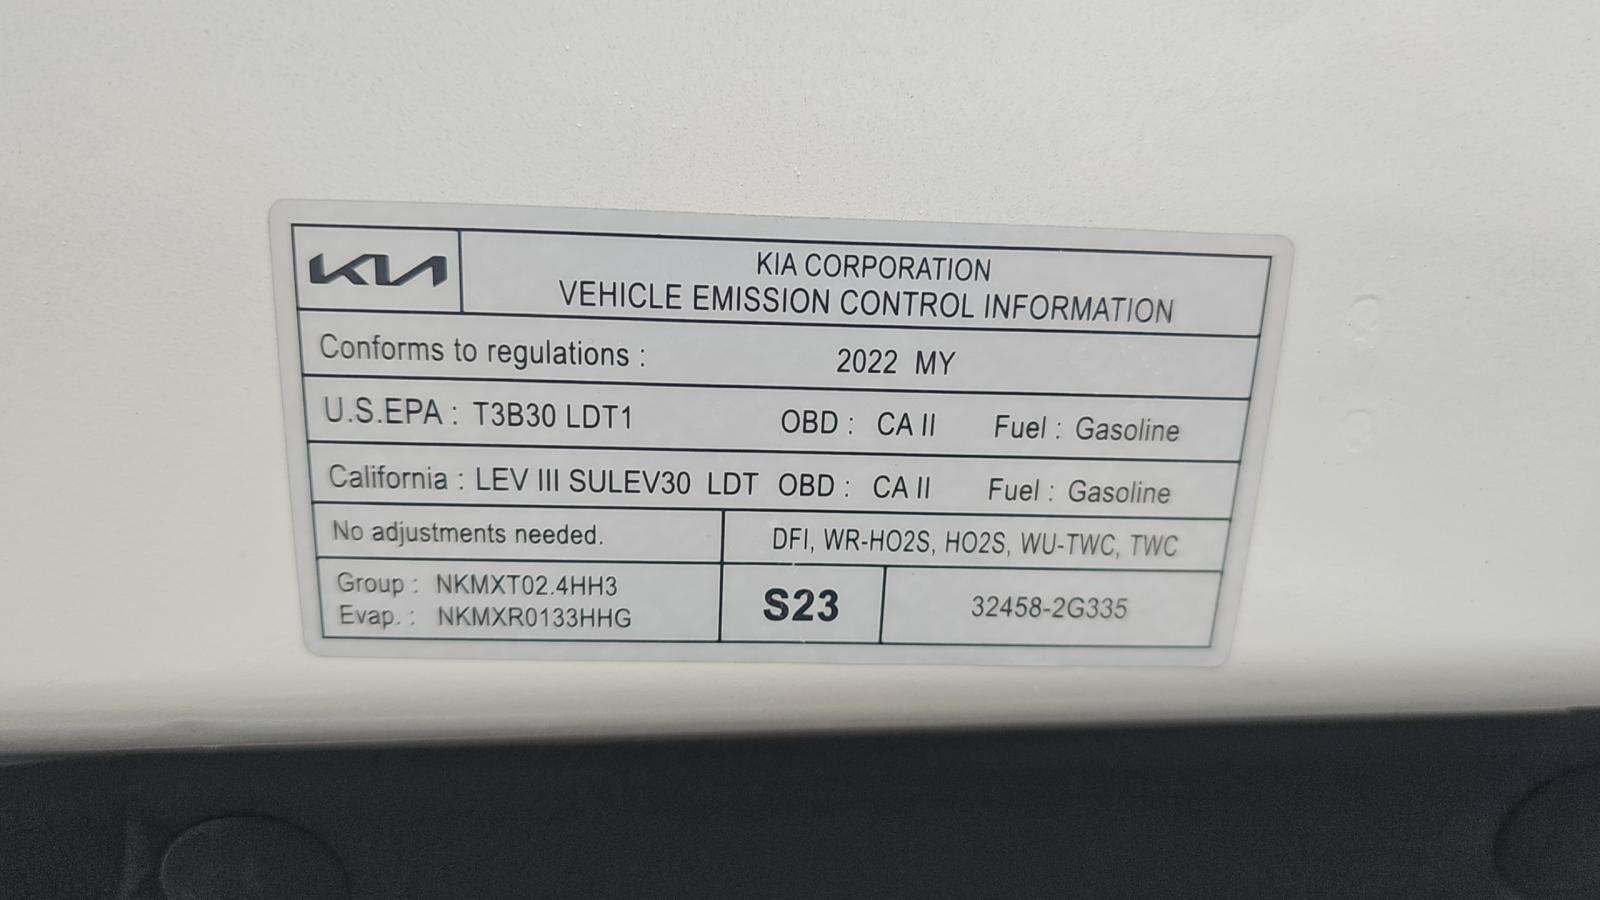 KIA
KIA CORPORATION
VEHICLE EMISSION CONTROL INFORMATION
Conforms to regulations : 2022 MY
U.S.EPA : T3B30 LDT1 OBD : CA II Fuel : Gasoline
California : LEV III SULEV30 LDT OBD : CA II Fuel : Gasoline
No adjustments needed. DFI, WR-HO2S, HO2S, WU-TWC, TWC
Group : NKMXT02.4HH3
Evap. : NKMXR0133HHG
S23
32458-2G335